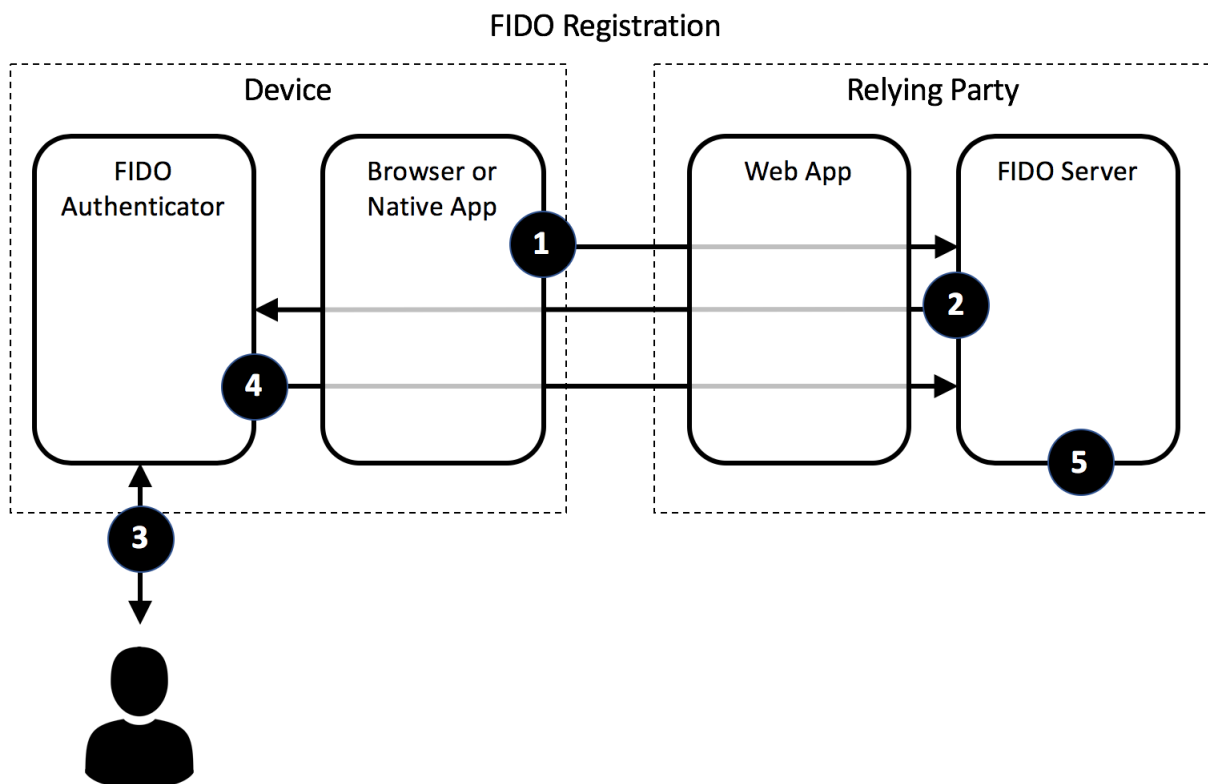 FIDO Registration
Device
Relying Party
FIDO
Authenticator
Browser or
Native App
Web App
FIDO Server
1
2
4
5
3